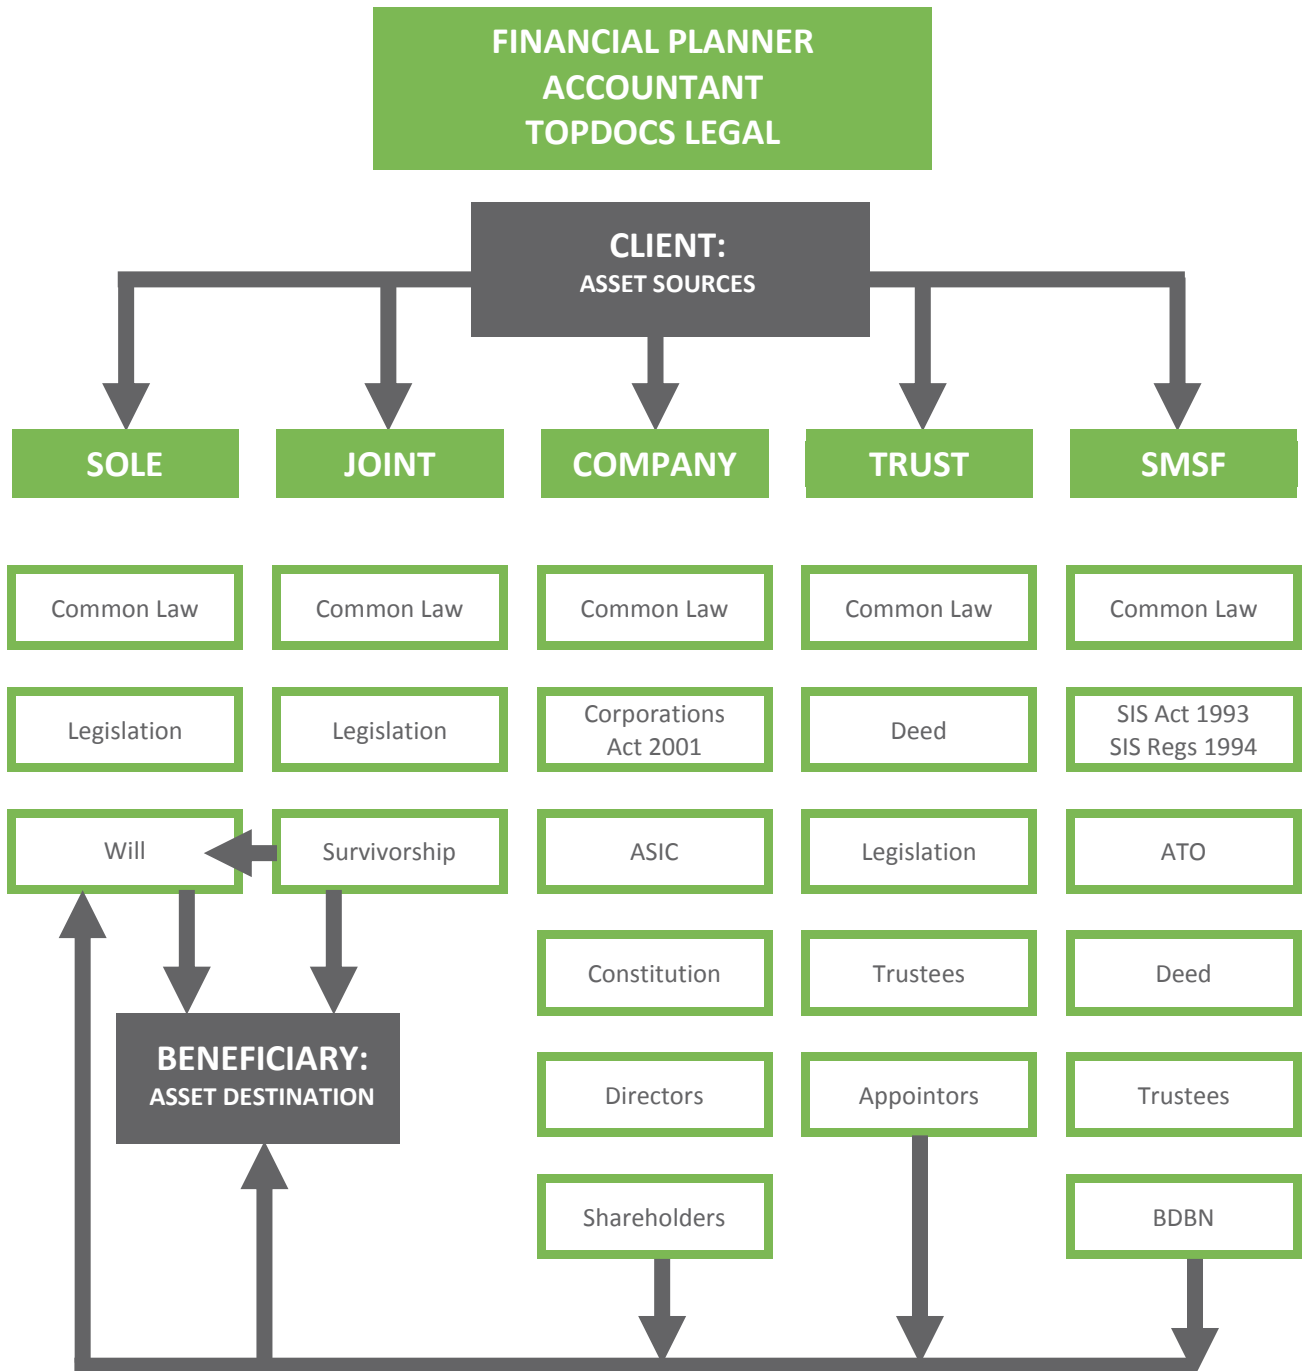 FINANCIAL PLANNER
ACCOUNTANT
TOPDOCS LEGAL
CLIENT:
ASSET SOURCES
SOLE
JOINT
COMPANY
TRUST
SMSF
Common Law
Common Law
Common Law
Common Law
Common Law
Legislation
Legislation
Corporations
Act 2001
Deed
SIS Act 1993
SIS Regs 1994
Will
Survivorship
ASIC
Legislation
ATO
Constitution
Trustees
Deed
BENEFICIARY:
ASSET DESTINATION
Directors
Appointors
Trustees
Shareholders
BDBN